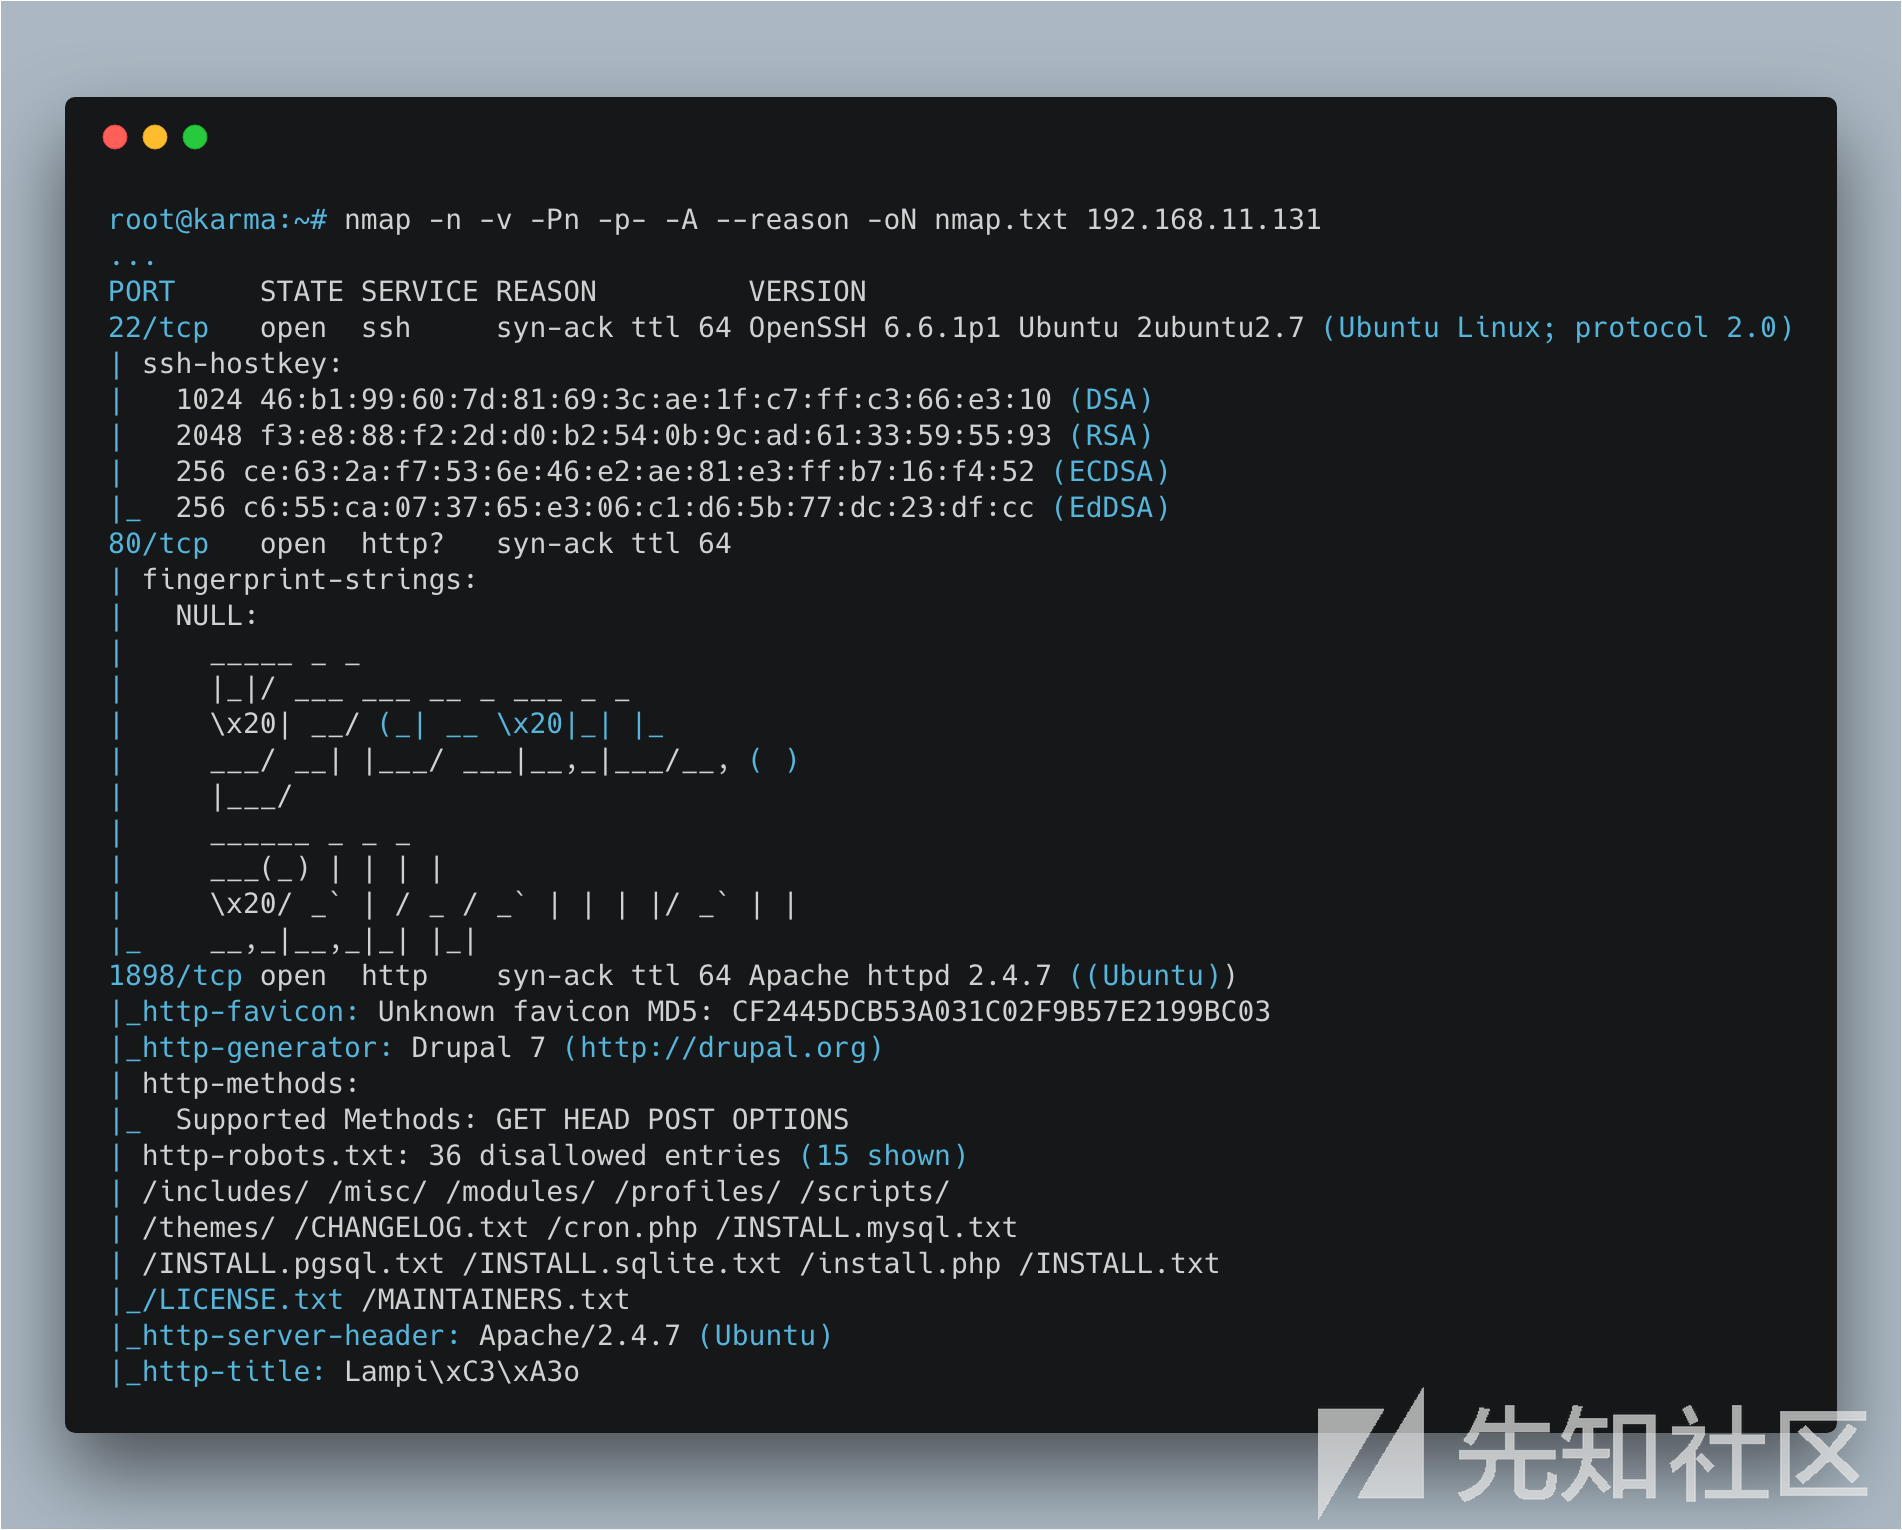 root@karma:~# nmap -n -v -Pn -p- -A --reason -oN nmap.txt 192.168.11.131
...
PORT     STATE SERVICE REASON         VERSION
22/tcp   open  ssh     syn-ack ttl 64 OpenSSH 6.6.1p1 Ubuntu 2ubuntu2.7 (Ubuntu Linux; protocol 2.0)
| ssh-hostkey:
|   1024 46:b1:99:60:7d:81:69:3c:ae:1f:c7:ff:c3:66:e3:10 (DSA)
|   2048 f3:e8:88:f2:2d:d0:b2:54:0b:9c:ad:61:33:59:55:93 (RSA)
|   256 ce:63:2a:f7:53:6e:46:e2:ae:81:e3:ff:b7:16:f4:52 (ECDSA)
|_  256 c6:55:ca:07:37:65:e3:06:c1:d6:5b:77:dc:23:df:cc (EdDSA)
80/tcp   open  http?   syn-ack ttl 64
| fingerprint-strings:
|   NULL:
|     _____ _ _
|     |_|/ ___ ___ __ _ ___ _ _
|     \x20| __/ (_| __ \x20|_| |_
|     ___/ __| |___/ ___|__,_|___/__, ( )
|     |___/
|     ______ _ _ _
|     ___(_) | | | |
|     \x20/ _` | / _ / _` | | | |/ _` | |
|_    __,_|__,_|_| |_|
1898/tcp open  http    syn-ack ttl 64 Apache httpd 2.4.7 ((Ubuntu))
|_http-favicon: Unknown favicon MD5: CF2445DCB53A031C02F9B57E2199BC03
|_http-generator: Drupal 7 (http://drupal.org)
| http-methods:
|_  Supported Methods: GET HEAD POST OPTIONS
| http-robots.txt: 36 disallowed entries (15 shown)
| /includes/ /misc/ /modules/ /profiles/ /scripts/
| /themes/ /CHANGELOG.txt /cron.php /INSTALL.mysql.txt
| /INSTALL.pgsql.txt /INSTALL.sqlite.txt /install.php /INSTALL.txt
|_/LICENSE.txt /MAINTAINERS.txt
|_http-server-header: Apache/2.4.7 (Ubuntu)
|_http-title: Lampi\xC3\xA3o
先知社区